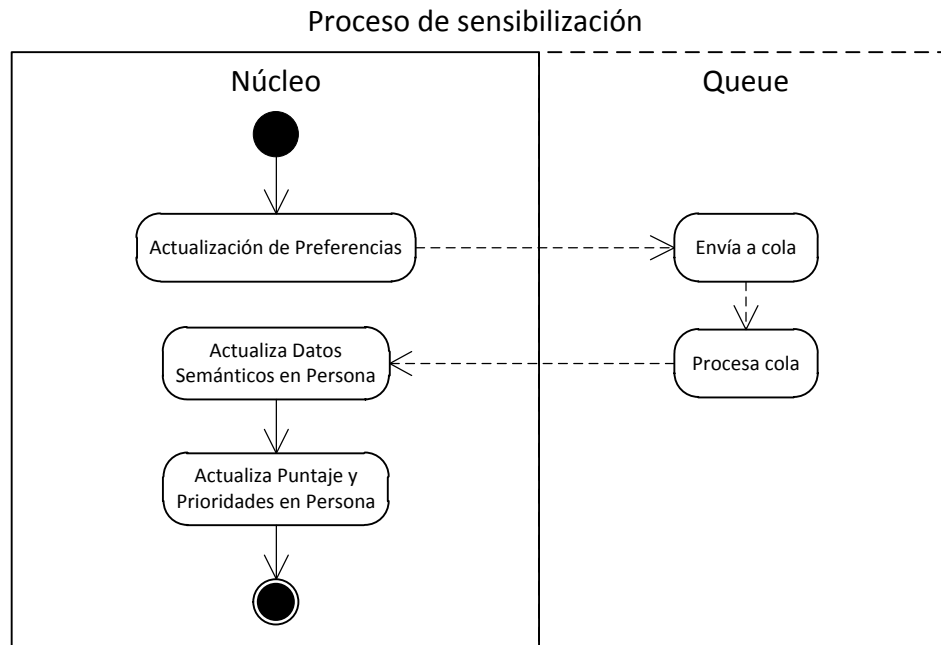 Proceso de sensibilización
Núcleo
Queue
Actualización de Preferencias
Envía a cola
Actualiza Datos
Semánticos en Persona
Procesa cola
Actualiza Puntaje y
Prioridades en Persona